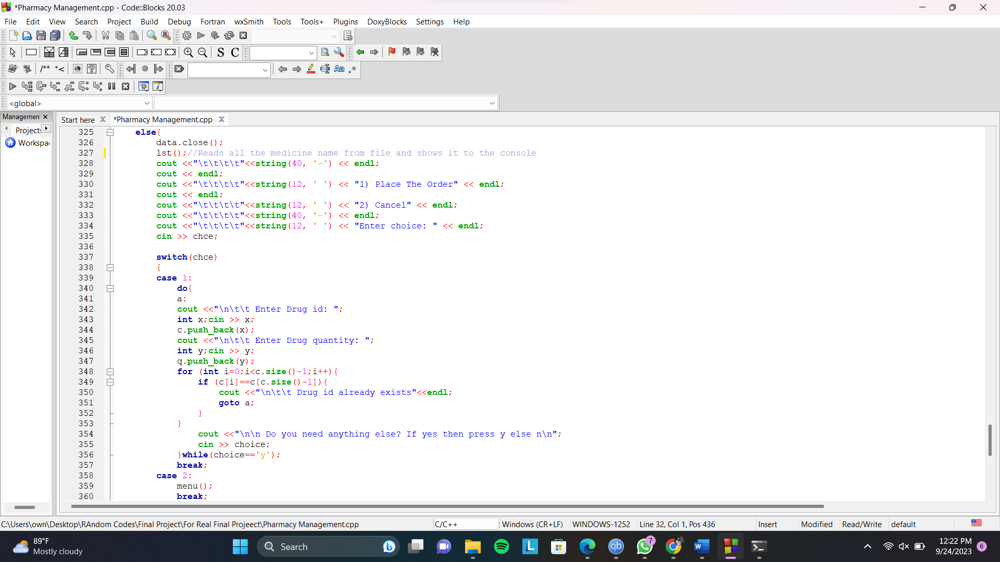 *Pharmacy Management.cpp - Code::Blocks 20.03
File Edit View Search Project Build Debug Fortran wxSmith Tools Tools+ Plugins DoxyBlocks Settings Help
S C
/** *<
Aa .*
<global>
Managemen
Start here *Pharmacy Management.cpp
Projects
Workspa
325 else{
326 data.close();
327 lst();//Reads all the medicine name from file and shows it to the console
328 cout <<"\t\t\t\t"<<string(40, '-') << endl;
329 cout << endl;
330 cout <<"\t\t\t\t"<<string(12, ' ') << "1) Place The Order" << endl;
331 cout << endl;
332 cout <<"\t\t\t\t"<<string(12, ' ') << "2) Cancel" << endl;
333 cout <<"\t\t\t\t"<<string(40, '-') << endl;
334 cout <<"\t\t\t\t"<<string(12, ' ') << "Enter choice: " << endl;
335 cin >> chce;
336
337 switch(chce)
338 {
339 case 1:
340 do{
341 a:
342 cout <<"\n\t\t Enter Drug id: ";
343 int x;cin >> x;
344 c.push_back(x);
345 cout <<"\n\t\t Enter Drug quantity: ";
346 int y;cin >> y;
347 q.push_back(y);
348 for (int i=0;i<c.size()-1;i++){
349 if (c[i]==c[c.size()-1]){
350 cout <<"\n\t\t Drug id already exists"<<endl;
351 goto a;
352 }
353 }
354 cout <<"\n\n Do you need anything else? If yes then press y else n\n";
355 cin >> choice;
356 }while(choice=='y');
357 break;
358 case 2:
359 menu();
360 break;
C:\Users\own\Desktop\RAndom Codes\Final Project\For Real Final Projeect\Pharmacy Management.cpp C/C++ Windows (CR+LF) WINDOWS-1252 Line 32, Col 1, Pos 436 Insert Modified Read/Write default
89°F
Mostly cloudy
Search
L
qb
7
W
12:22 PM
9/24/2023
6